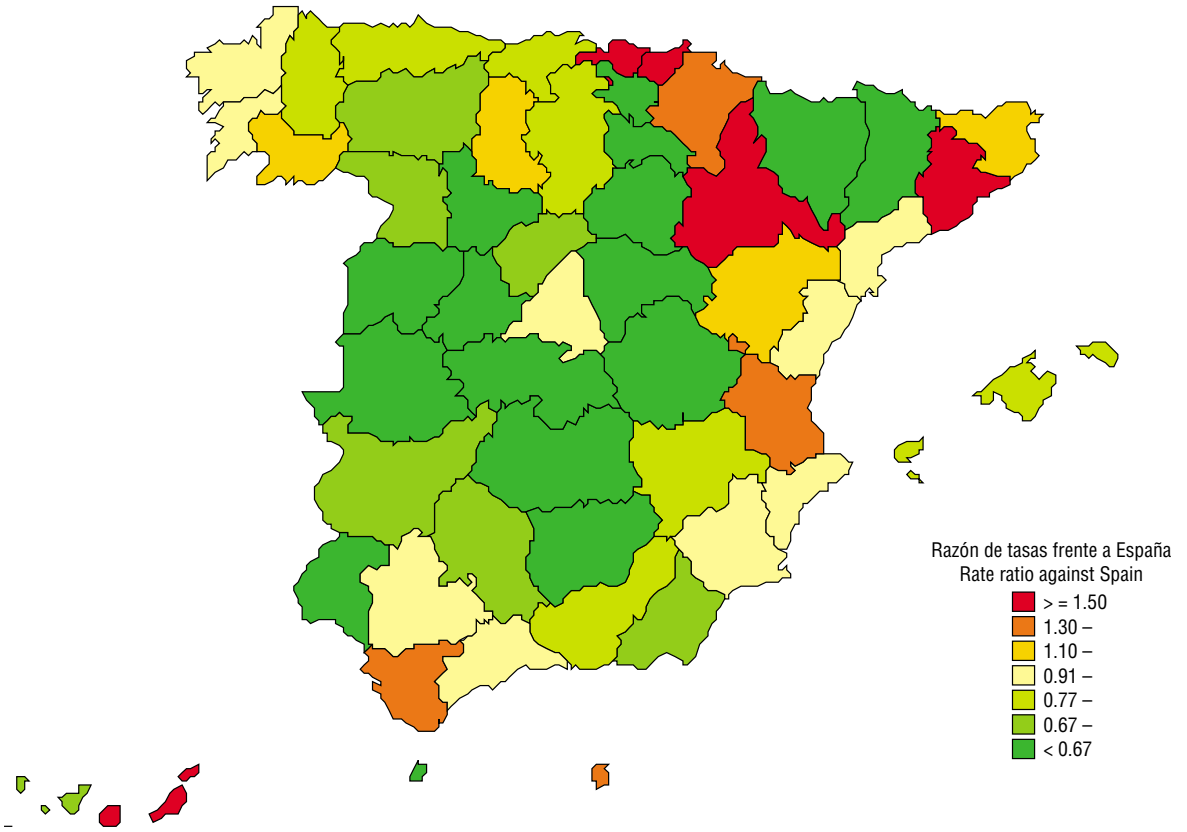 Razón de tasas frente a España
Rate ratio against Spain
> = 1.50
1.30 –
1.10 –
0.91 –
0.77 –
0.67 –
< 0.67